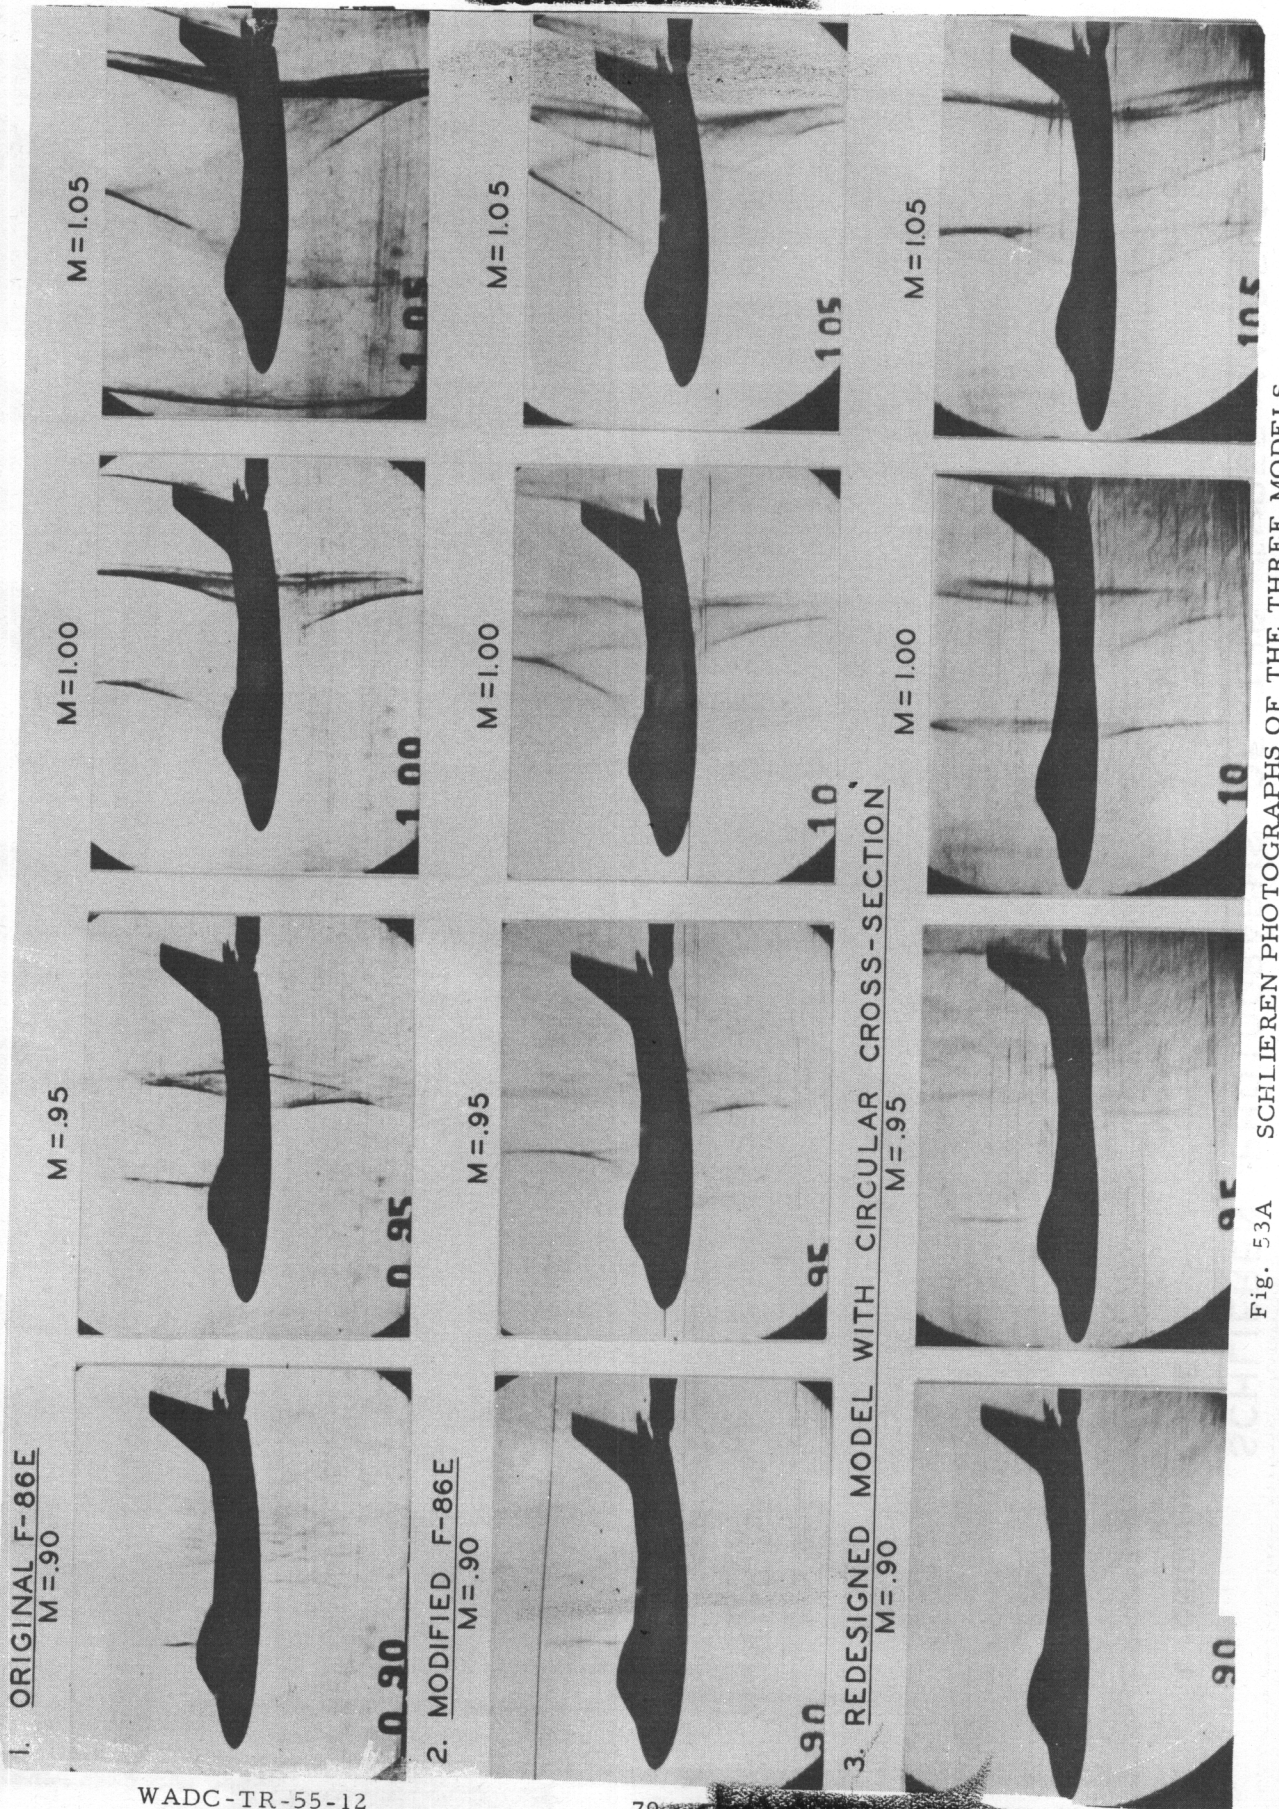 1. ORIGINAL F-86E
M=.90
M=.95
M=1.00
M=1.05
0.90
0 95
1 00
1 05
2. MODIFIED F-86E
M=.90
M=.95
M=1.00
M=1.05
90
95
10
105
3. REDESIGNED MODEL WITH CIRCULAR CROSS-SECTION
M=.90
M=.95
M=1.00
M=1.05
90
95
10
105
Fig. 53A SCHLIEREN PHOTOGRAPHS OF THE THREE MODELS
WADC-TR-55-12